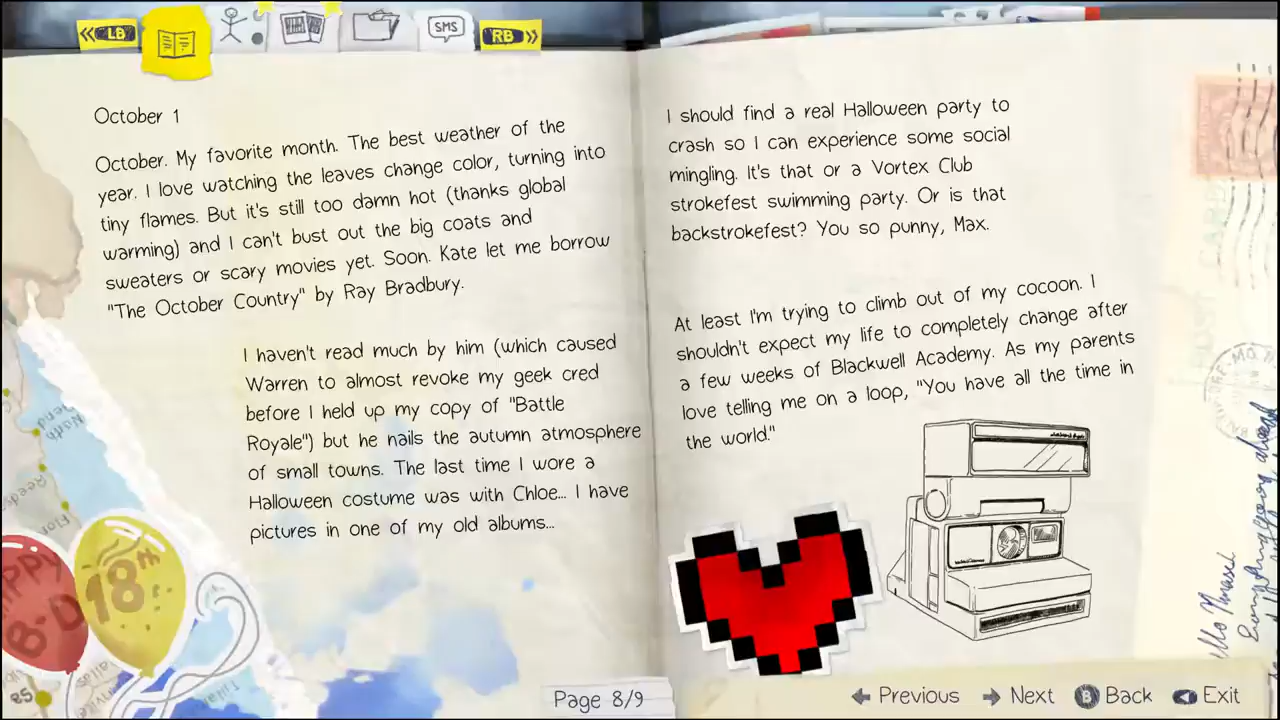 LB
SMS
RB
October 1
October. My favorite month. The best weather of the
year. I love watching the leaves change color, turning into
tiny flames. But it's still too damn hot (thanks global
warming) and I can't bust out the big coats and
sweaters or scary movies yet. Soon. Kate let me borrow
"The October Country" by Ray Bradbury.
I haven't read much by him (which caused
Warren to almost revoke my geek cred
before I held up my copy of "Battle
Royale") but he nails the autumn atmosphere
of small towns. The last time I wore a
Halloween costume was with Chloe... I have
pictures in one of my old albums...
I should find a real Halloween party to
crash so I can experience some social
mingling. It's that or a Vortex Club
strokefest swimming party. Or is that
backstrokefest? You so punny, Max.
At least I'm trying to climb out of my cocoon. I
shouldn't expect my life to completely change after
a few weeks of Blackwell Academy. As my parents
love telling me on a loop, "You have all the time in
the world."
18th
North
Bend
Page 8/9
Previous
Next
B Back
Exit